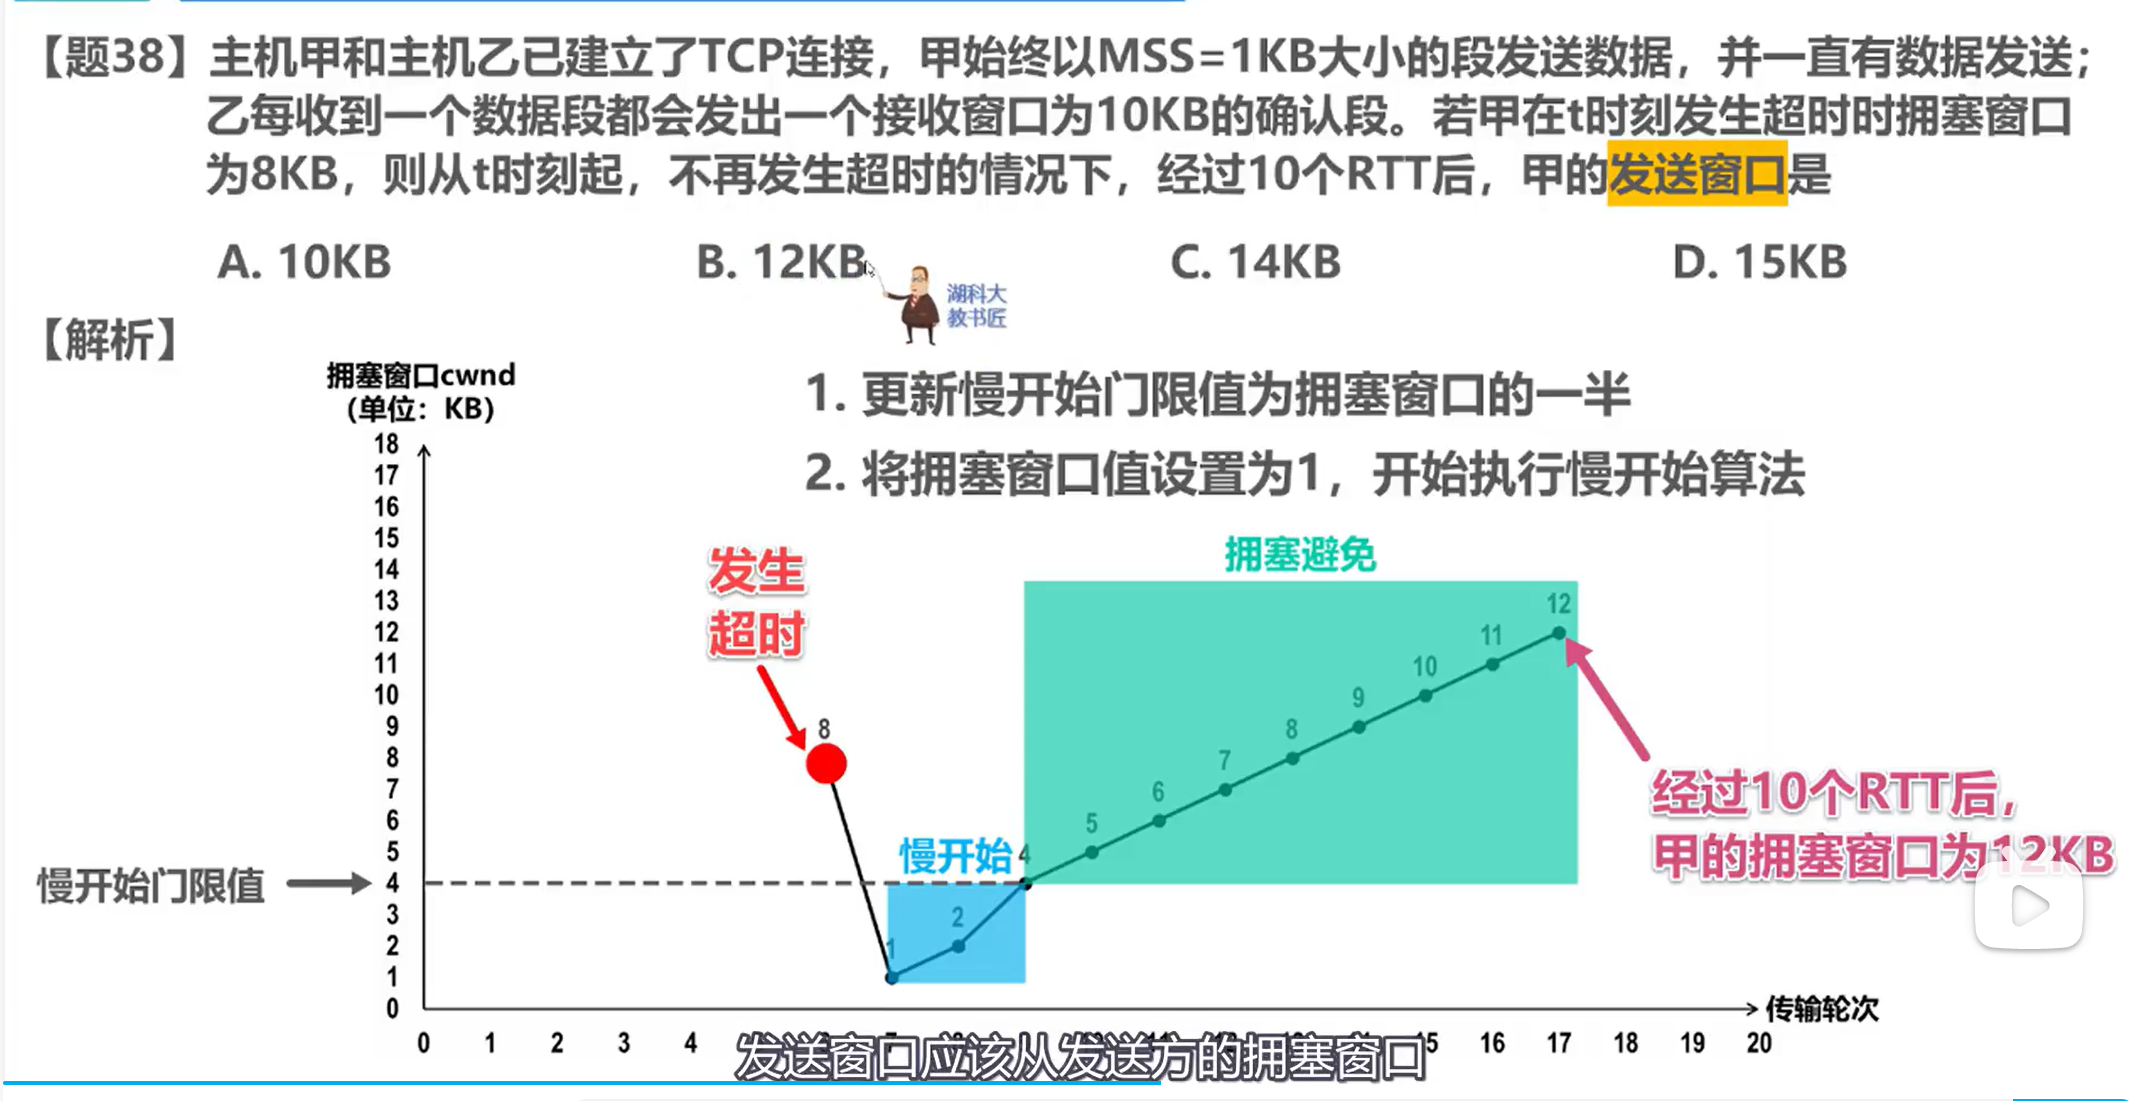 【题38】主机甲和主机乙已建立了TCP连接，甲始终以MSS=1KB大小的段发送数据，并一直有数据发送；
乙每收到一个数据段都会发出一个接收窗口为10KB的确认段。若甲在t时刻发生超时时拥塞窗口
为8KB，则从t时刻起，不再发生超时的情况下，经过10个RTT后，甲的发送窗口是
A. 10KB B. 12KB C. 14KB D. 15KB
湖科大
教书匠
【解析】
拥塞窗口cwnd
（单位：KB）
1. 更新慢开始门限值为拥塞窗口的一半
2. 将拥塞窗口值设置为1，开始执行慢开始算法
18
17
16
15
14
13
12
11
10
9
8
7
6
5
4
3
2
1
0
发生
超时
拥塞避免
慢开始
慢开始门限值
8
1
2
4
5
6
7
8
9
10
11
12
经过10个RTT后，
甲的拥塞窗口为12KB
传输轮次
0 1 2 3 4 16 17 18 19 20
发送窗口应该从发送方的拥塞窗口